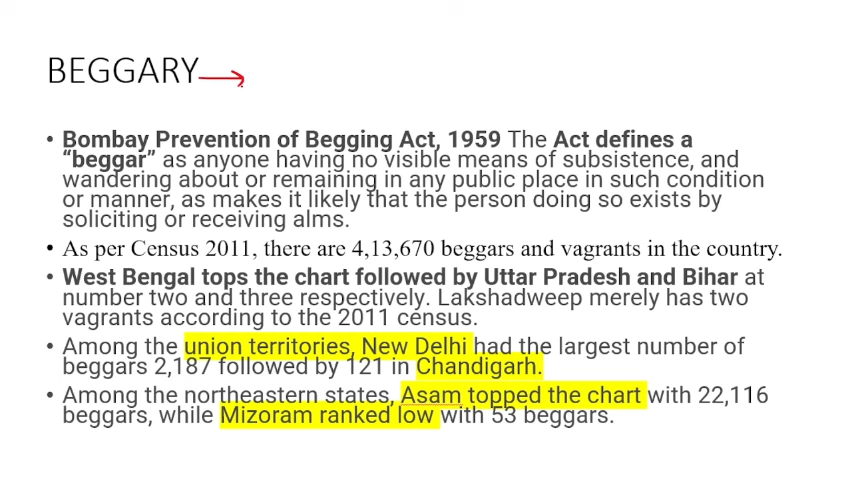 BEGGARY
• Bombay Prevention of Begging Act, 1959 The Act defines a
“beggar” as anyone having no visible means of subsistence, and
wandering about or remaining in any public place in such condition
or manner, as makes it likely that the person doing so exists by
soliciting or receiving alms.
• As per Census 2011, there are 4,13,670 beggars and vagrants in the country.
• West Bengal tops the chart followed by Uttar Pradesh and Bihar at
number two and three respectively. Lakshadweep merely has two
vagrants according to the 2011 census.
• Among the union territories, New Delhi had the largest number of
beggars 2,187 followed by 121 in Chandigarh.
• Among the northeastern states, Asam topped the chart with 22,116
beggars, while Mizoram ranked low with 53 beggars.